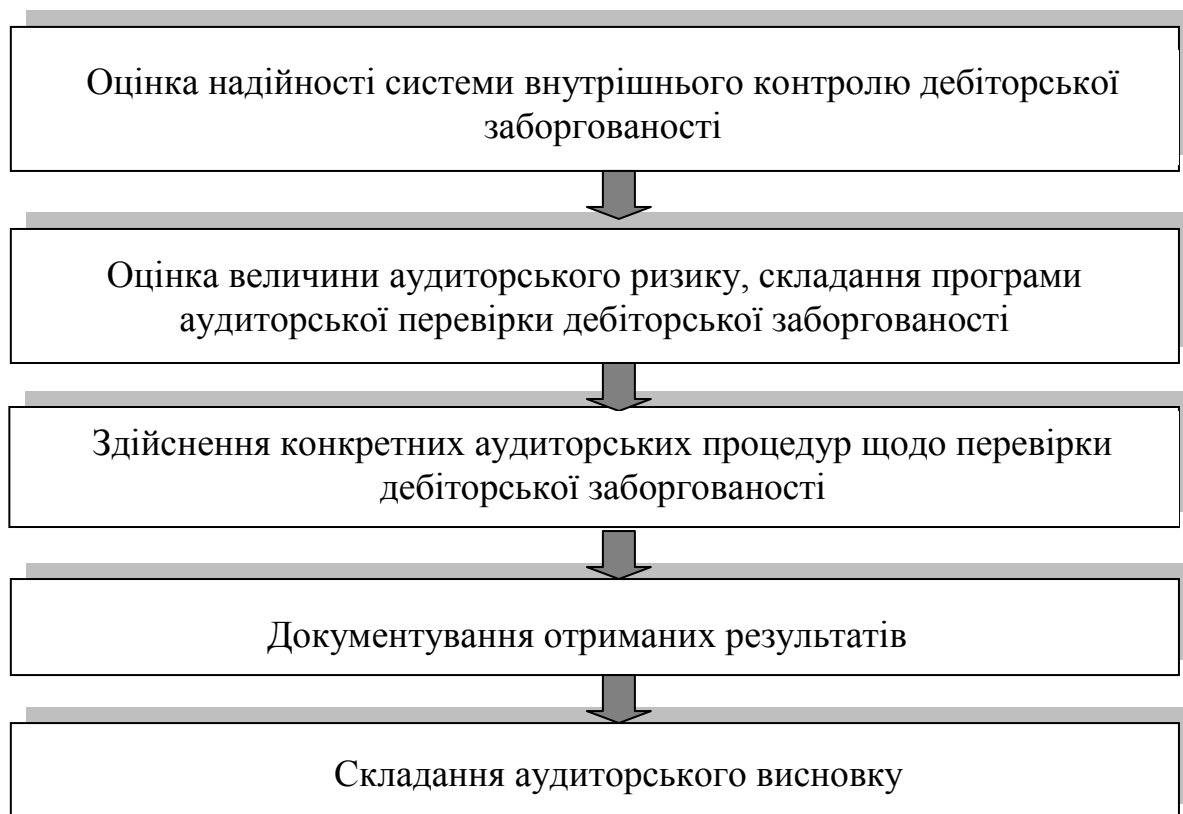 Оцінка надійності системи внутрішнього контролю дебіторської
заборгованості
Оцінка величини аудиторського ризику, складання програми
аудиторської перевірки дебіторської заборгованості
Здійснення конкретних аудиторських процедур щодо перевірки
дебіторської заборгованості
Документування отриманих результатів
Складання аудиторського висновку